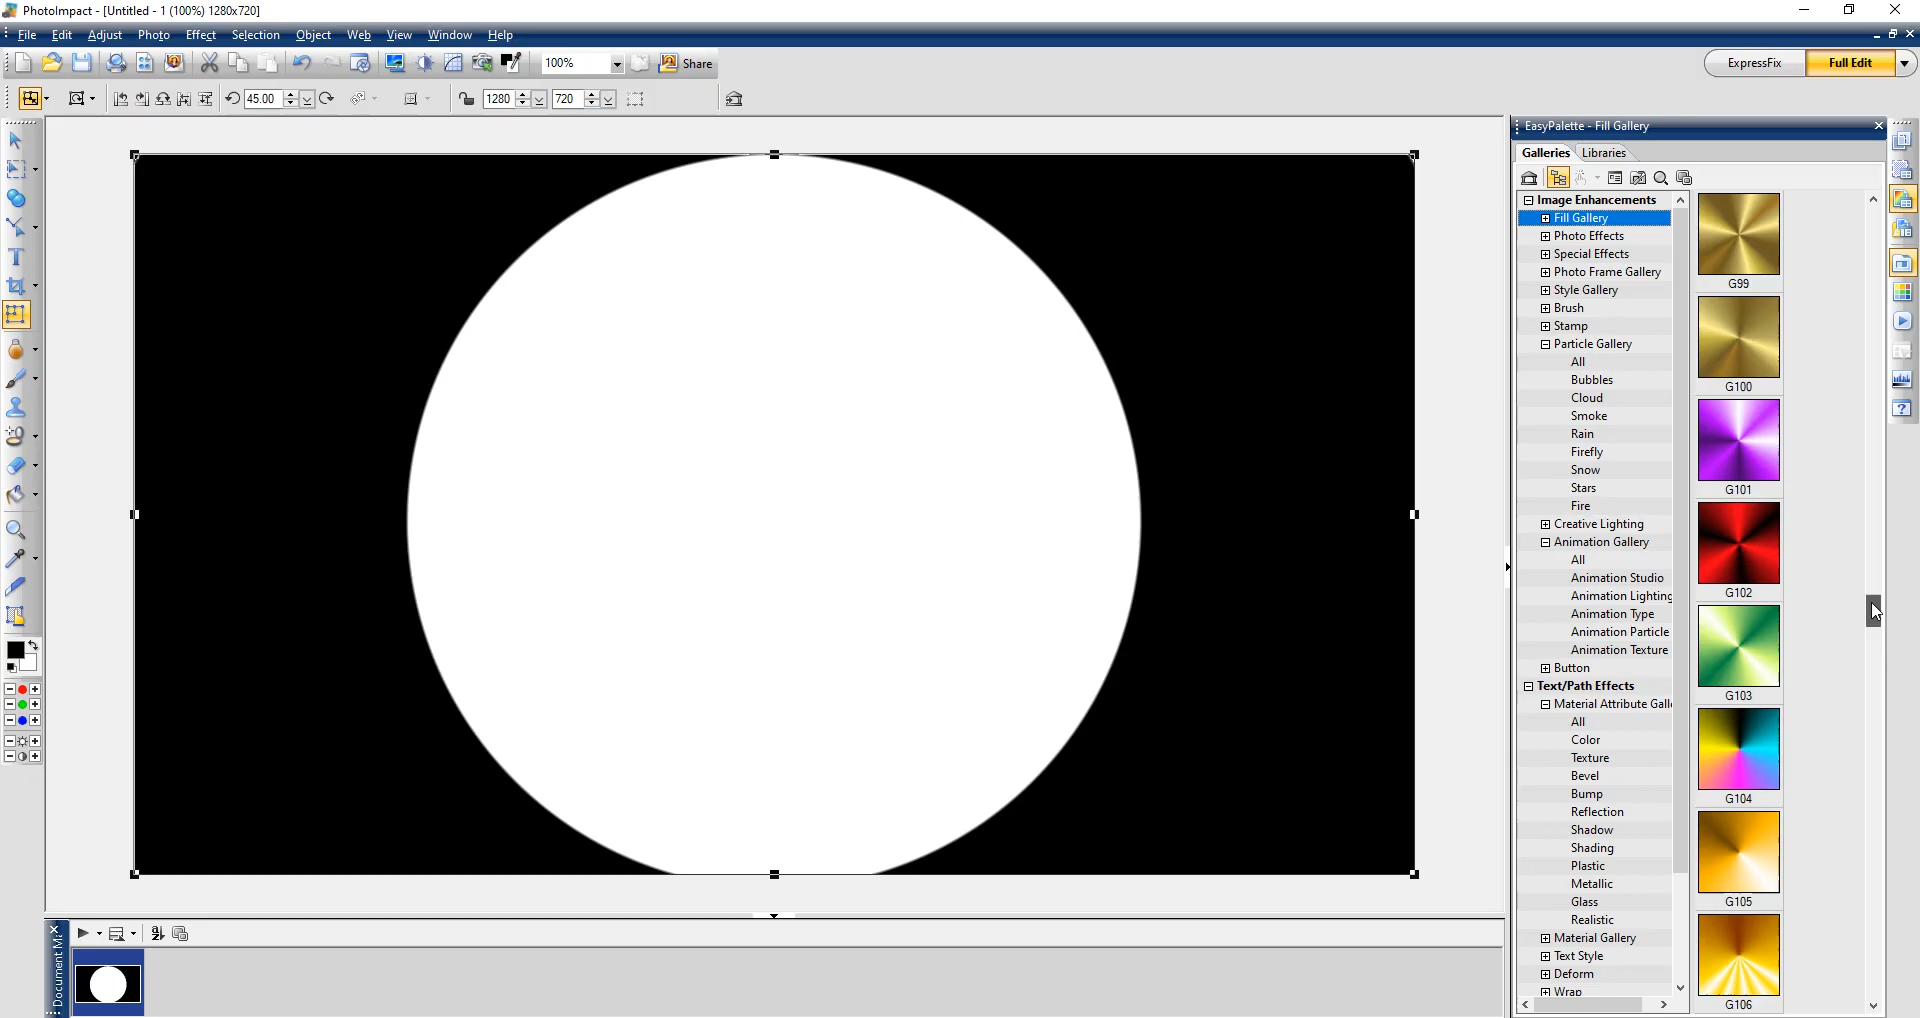 PhotoImpact - [Untitled - 1 (100%) 1280x720]
File Edit Adjust Photo Effect Selection Object Web View Window Help
100% Share ExpressFix Full Edit
45.00 1280 720
EasyPalette - Fill Gallery
Galleries Libraries
Image Enhancements
Fill Gallery
Photo Effects
Special Effects
Photo Frame Gallery
Style Gallery
Brush
Stamp
Particle Gallery
All
Bubbles
Cloud
Smoke
Rain
Firefly
Snow
Stars
Fire
Creative Lighting
Animation Gallery
All
Animation Studio
Animation Lighting
Animation Type
Animation Particle
Animation Texture
Button
Text/Path Effects
Material Attribute Galle
All
Color
Texture
Bevel
Bump
Reflection
Shadow
Shading
Plastic
Metallic
Glass
Realistic
Material Gallery
Text Style
Deform
Wrap
G99
G100
G101
G102
G103
G104
G105
G106
Document Ma